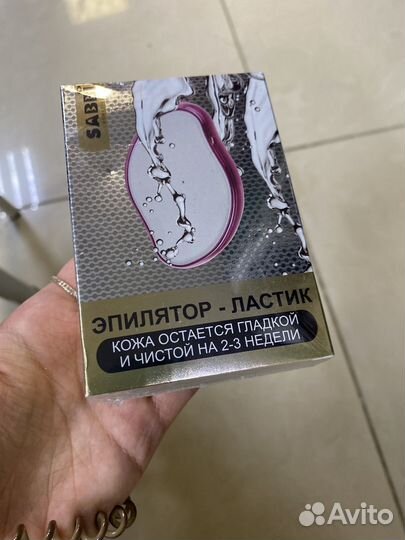 ЭПИЛЯТОР - ЛАСТИК
КОЖА ОСТАЕТСЯ ГЛАДКОЙ
И ЧИСТОЙ НА 2-3 НЕДЕЛИ
Avito